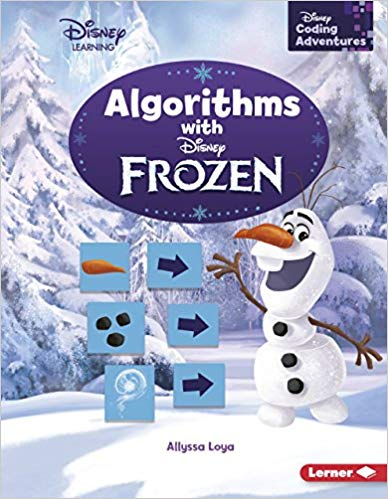 Disney
LEARNING
Disney
Coding
Adventures
Algorithms
with
Disney
FROZEN
Allyssa Loya
Lerner